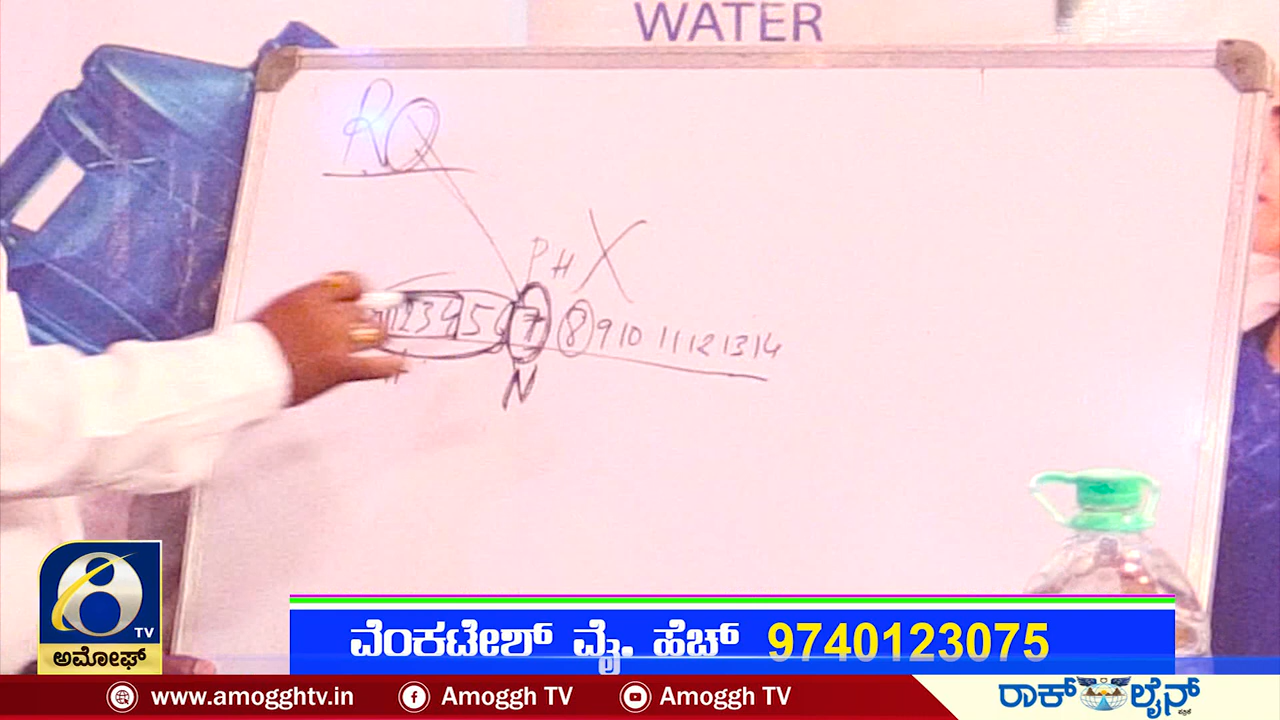 WATER
RO
PH X
1 2 3 4 5 6 7 8 9 10 11 12 13 14
N
TV
ಅಮೋಘ್
ವೆಂಕಟೇಶ್ ವೈ. ಹೆಚ್ 9740123075
www.amogghtv.in Amoggh TV Amoggh TV
ರಾಕ್ ಲೈನ್